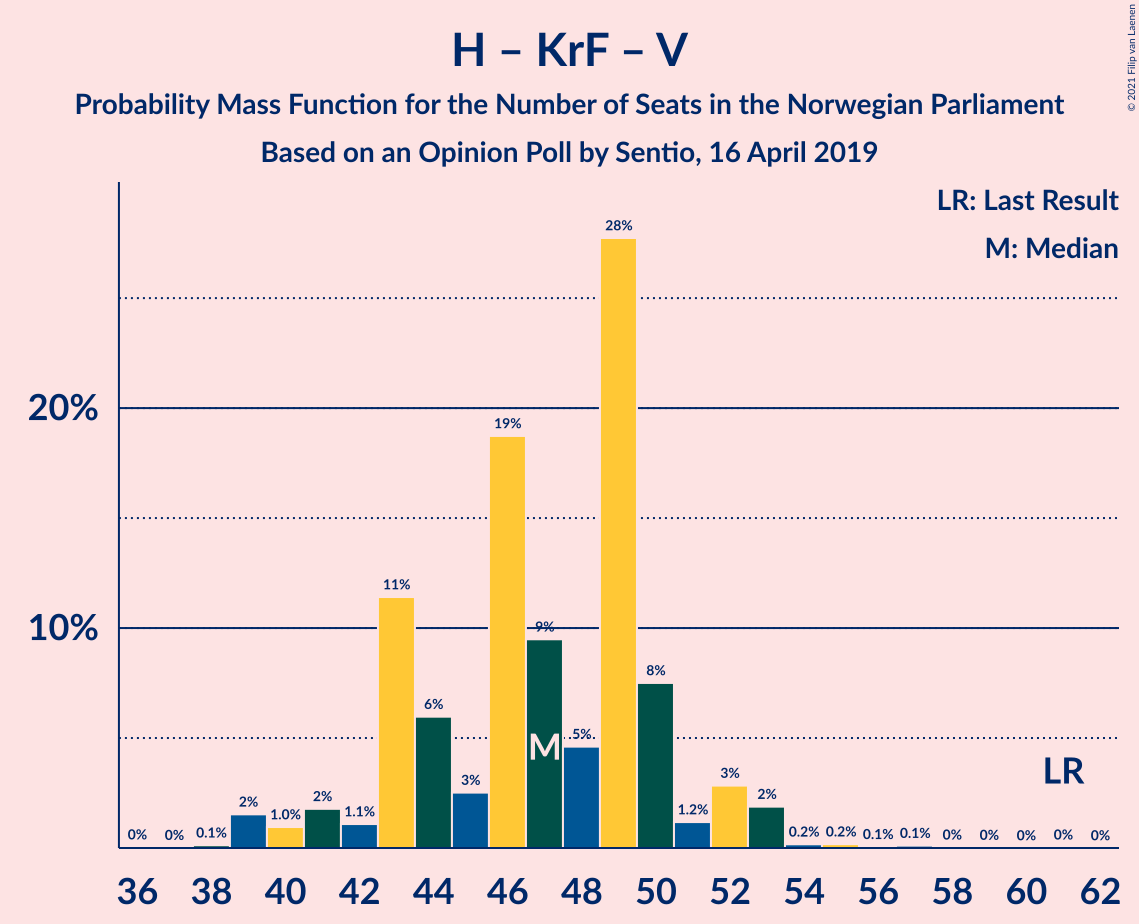 H – KrF – V
Probability Mass Function for the Number of Seats in the Norwegian Parliament
Based on an Opinion Poll by Sentio, 16 April 2019
© 2021 Filip van Laenen
LR: Last Result
M: Median
20%
10%
0% 0% 0.1% 2% 1.0% 2% 1.1% 11% 6% 3% 19% 9% 5% 28% 8% 1.2% 3% 2% 0.2% 0.2% 0.1% 0.1% 0% 0% 0% 0% 0%
M
LR
36 38 40 42 44 46 48 50 52 54 56 58 60 62